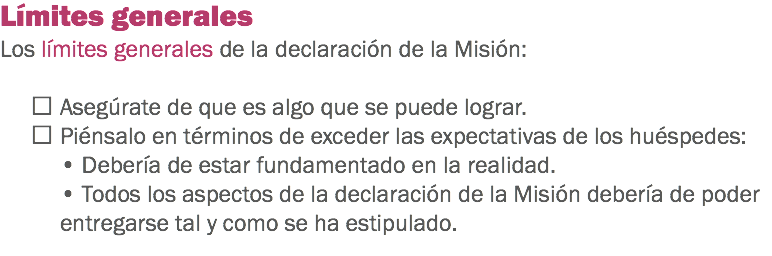 Límites generales
Los límites generales de la declaración de la Misión:
☐ Asegúrate de que es algo que se puede lograr.
☐ Piénsalo en términos de exceder las expectativas de los huéspedes:
• Debería de estar fundamentado en la realidad.
• Todos los aspectos de la declaración de la Misión debería de poder
entregarse tal y como se ha estipulado.